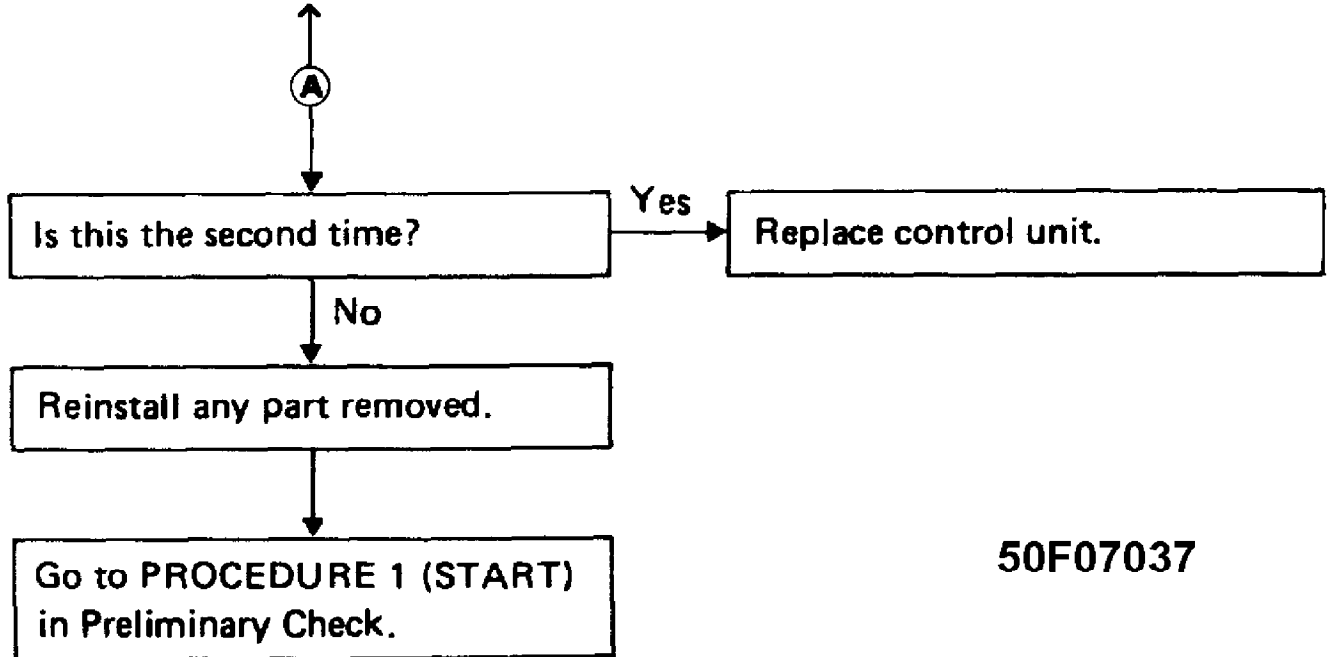 A
Is this the second time?
Yes
Replace control unit.
No
Reinstall any part removed.
Go to PROCEDURE 1 (START)
in Preliminary Check.
50F07037